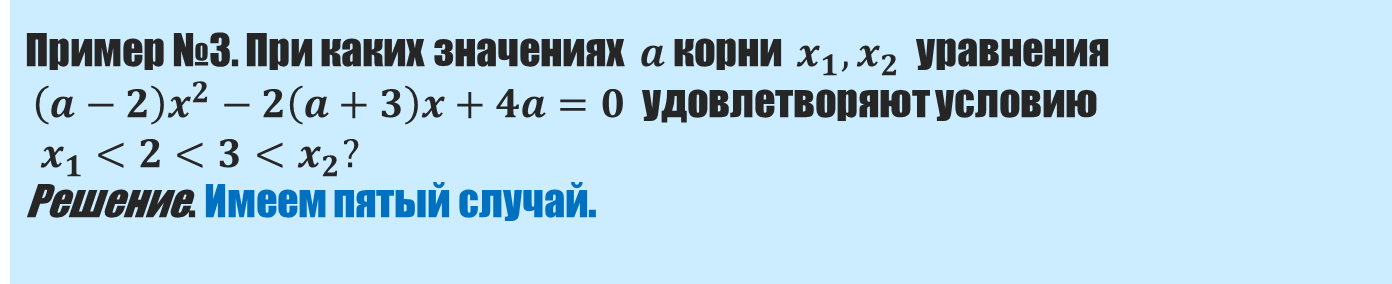 Пример №3. При каких значениях a корни x₁, x₂ уравнения
(a − 2)x² − 2(a + 3)x + 4a = 0 удовлетворяют условию
x₁ < 2 < 3 < x₂?
Решение. Имеем пятый случай.